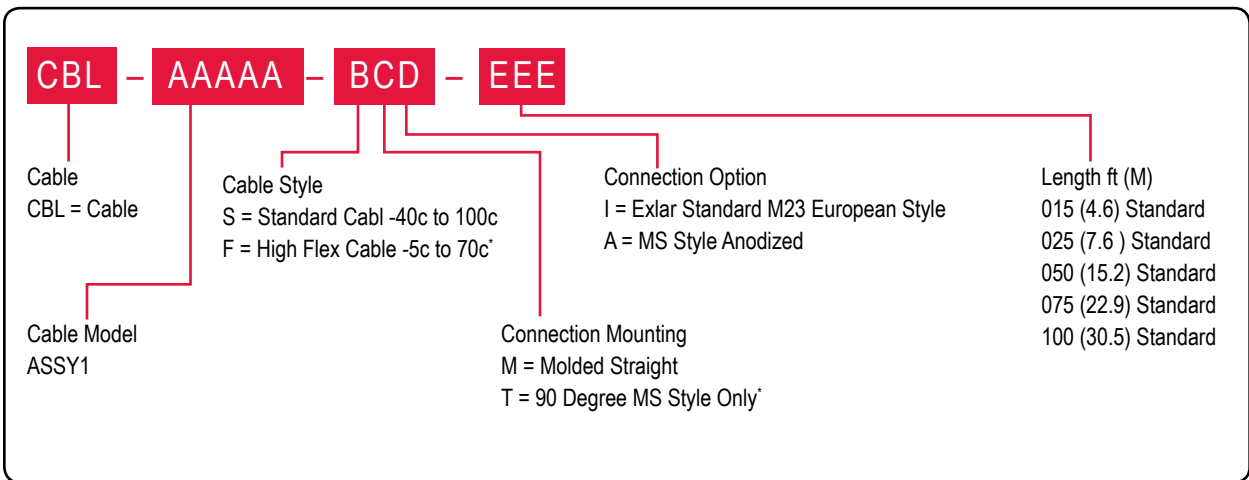 CBL – AAAAA – BCD – EEE
Cable
CBL = Cable
Cable Model
ASSY1
Cable Style
S = Standard Cabl -40c to 100c
F = High Flex Cable -5c to 70c*
Connection Mounting
M = Molded Straight
T = 90 Degree MS Style Only*
Connection Option
I = Exlar Standard M23 European Style
A = MS Style Anodized
Length ft (M)
015 (4.6) Standard
025 (7.6 ) Standard
050 (15.2) Standard
075 (22.9) Standard
100 (30.5) Standard